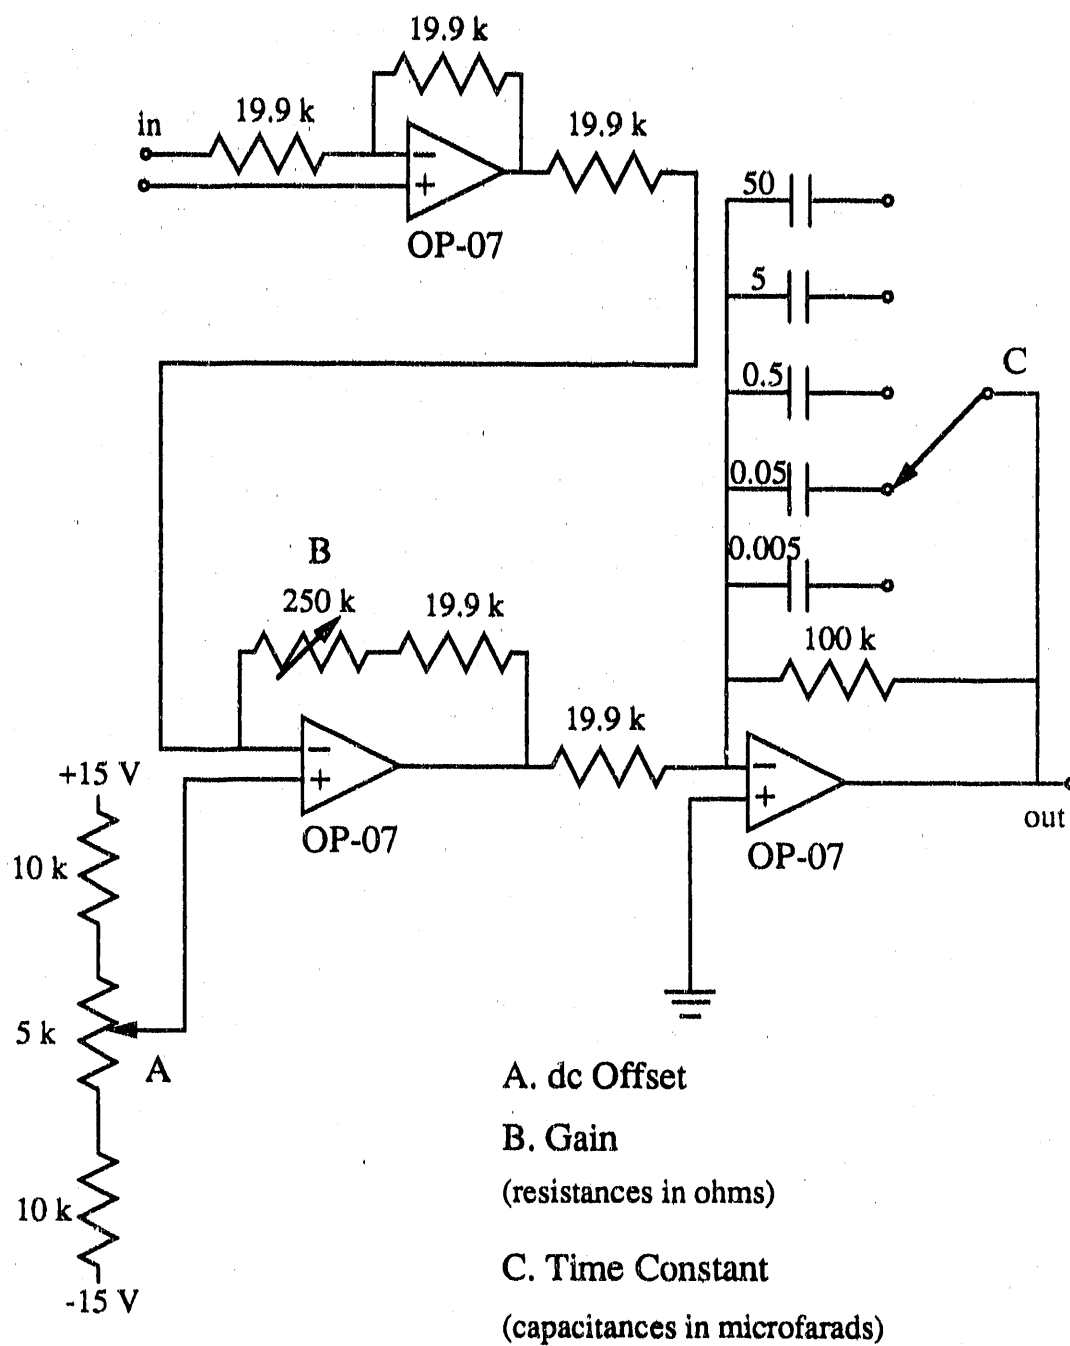 19.9 k
in
19.9 k
19.9 k
−
+
OP-07
50
5
0.5
C
0.05
0.005
B
250 k
19.9 k
100 k
19.9 k
−
+
OP-07
−
+
OP-07
out
+15 V
10 k
5 k
A
10 k
-15 V
A. dc Offset
B. Gain
(resistances in ohms)
C. Time Constant
(capacitances in microfarads)